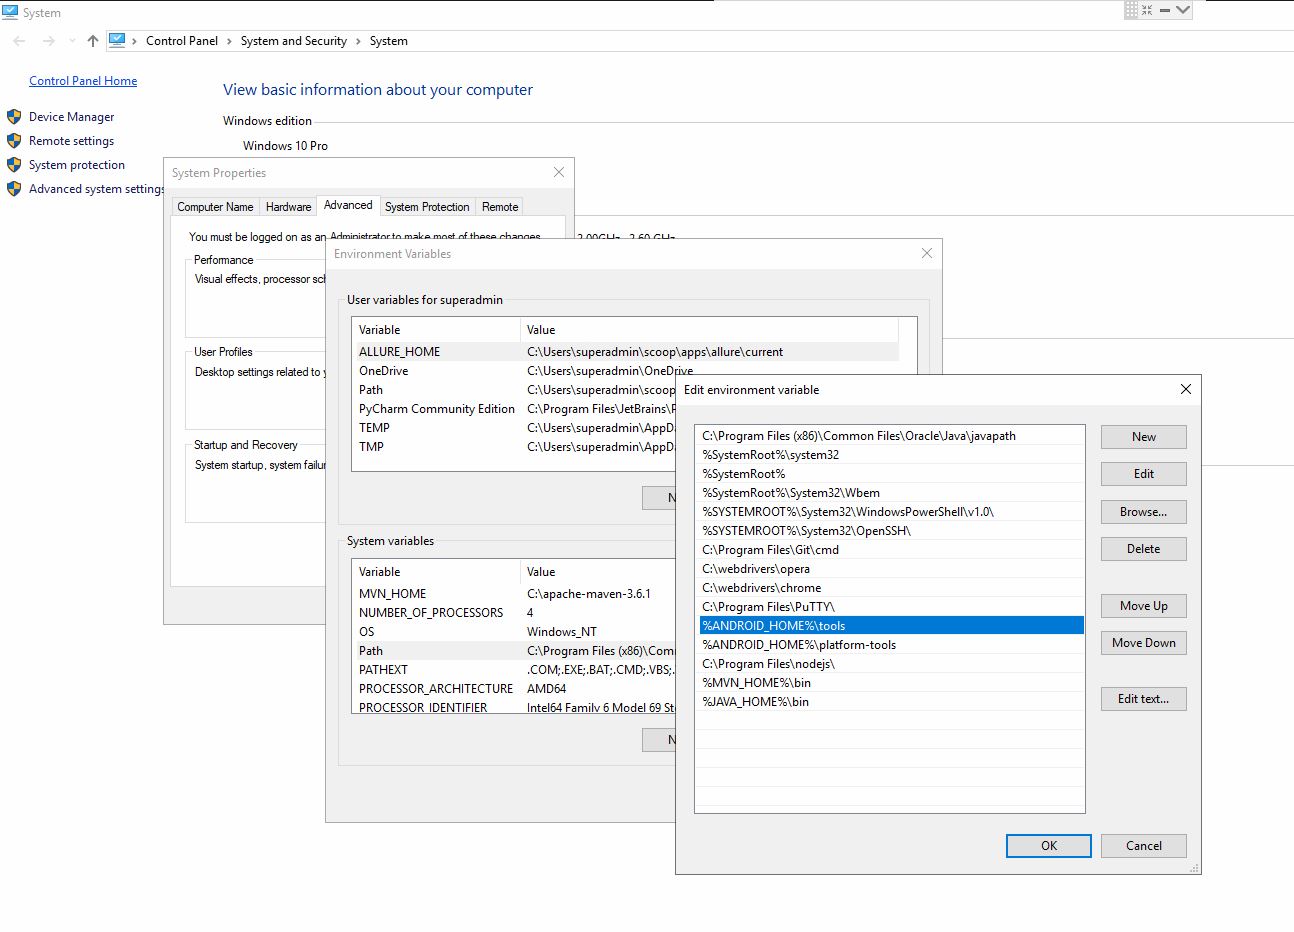 System
Control Panel > System and Security > System
Control Panel Home
Device Manager
Remote settings
System protection
Advanced system settings
View basic information about your computer
Windows edition
Windows 10 Pro
System Properties
Computer Name Hardware Advanced System Protection Remote
You must be logged on as an Administrator to make most of these changes.
Performance
Visual effects, processor sch
User Profiles
Desktop settings related to y
Startup and Recovery
System startup, system failur
2.60 GHz
Environment Variables
User variables for superadmin
Variable Value
ALLURE_HOME C:\Users\superadmin\scoop\apps\allure\current
OneDrive C:\Users\superadmin\OneDrive
Path C:\Users\superadmin\scoop
PyCharm Community Edition C:\Program Files\JetBrains\P
TEMP C:\Users\superadmin\AppDa
TMP C:\Users\superadmin\AppDa
N
System variables
Variable Value
MVN_HOME C:\apache-maven-3.6.1
NUMBER_OF_PROCESSORS 4
OS Windows_NT
Path C:\Program Files (x86)\Com
PATHEXT .COM;.EXE;.BAT;.CMD;.VBS;.
PROCESSOR_ARCHITECTURE AMD64
PROCESSOR_IDENTIFIER Intel64 Family 6 Model 69 Ste
N
Edit environment variable
C:\Program Files (x86)\Common Files\Oracle\Java\javapath
%SystemRoot%\system32
%SystemRoot%
%SystemRoot%\System32\Wbem
%SYSTEMROOT%\System32\WindowsPowerShell\v1.0\
%SYSTEMROOT%\System32\OpenSSH\
C:\Program Files\Git\cmd
C:\webdrivers\opera
C:\webdrivers\chrome
C:\Program Files\PuTTY\
%ANDROID_HOME%\tools
%ANDROID_HOME%\platform-tools
C:\Program Files\nodejs\
%MVN_HOME%\bin
%JAVA_HOME%\bin
New
Edit
Browse...
Delete
Move Up
Move Down
Edit text...
OK Cancel